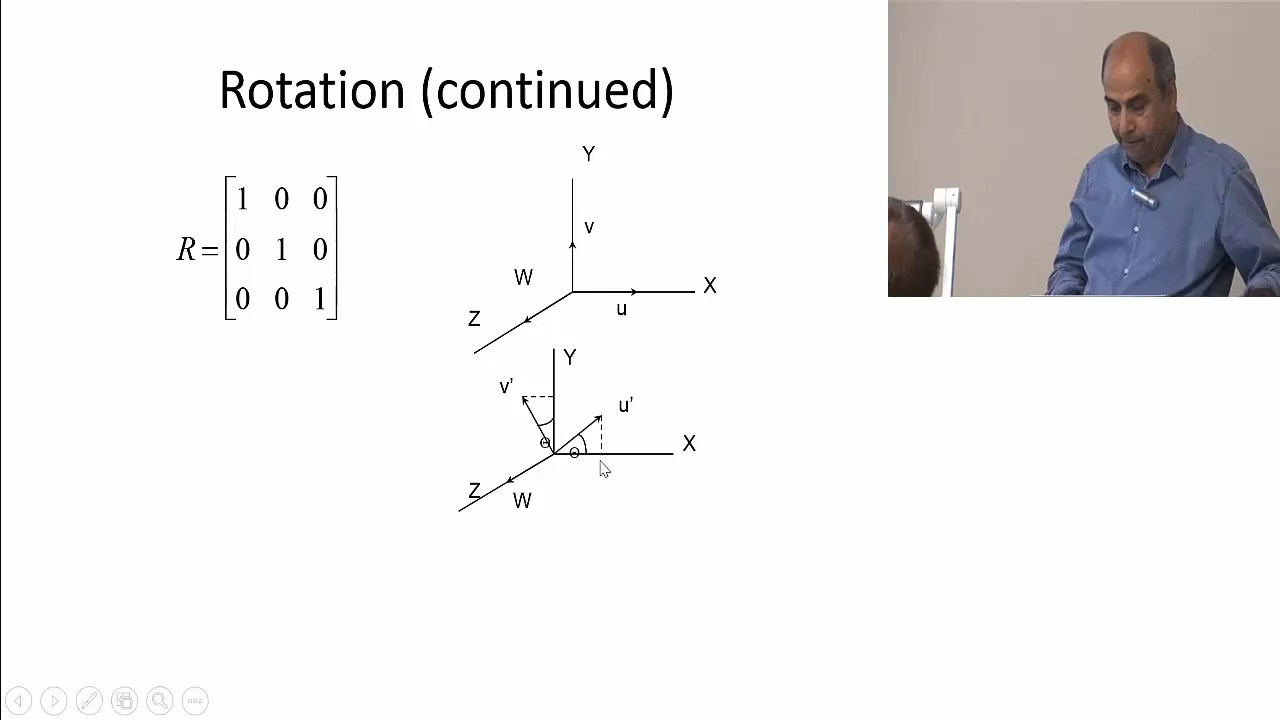 Rotation (continued)
R = [1 0 0
0 1 0
0 0 1]
Y
v
W
X
u
Z
Y
v'
u'
Θ
Θ
X
Z
W